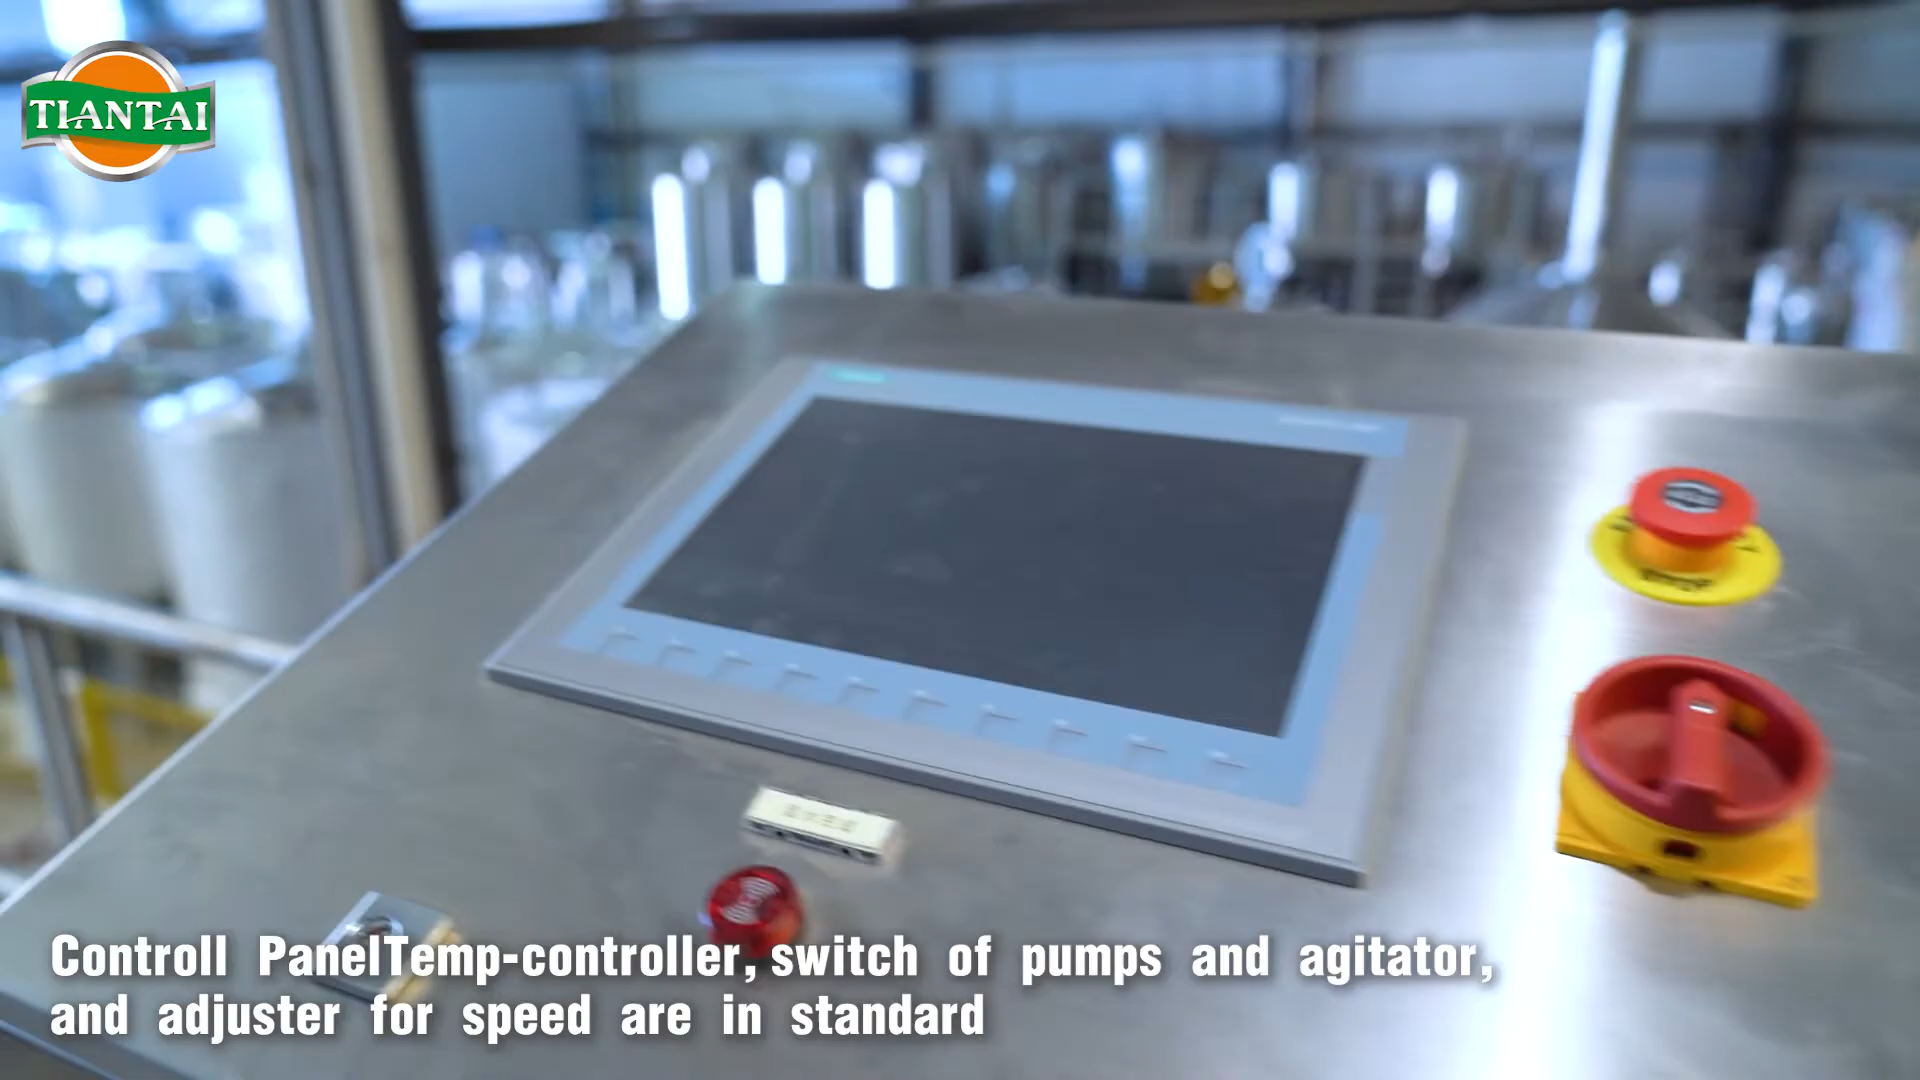 TIANTAI
Controll PanelTemp-controller, switch of pumps and agitator,
and adjuster for speed are in standard